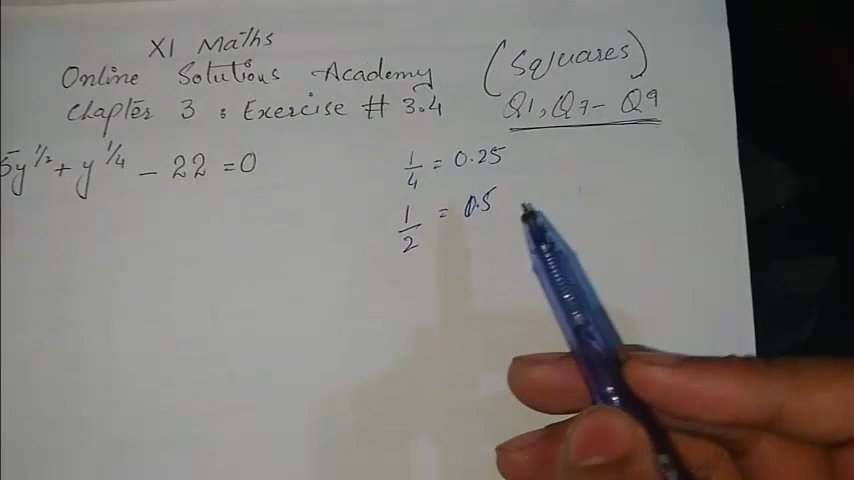 XI Maths
Online Solutions Academy
Chapter 3 : Exercise # 3.4
(Squares)
Q1, Q7 - Q9
5y^1/2 + y^1/4 - 22 = 0
1/4 = 0.25
1/2 = 0.5